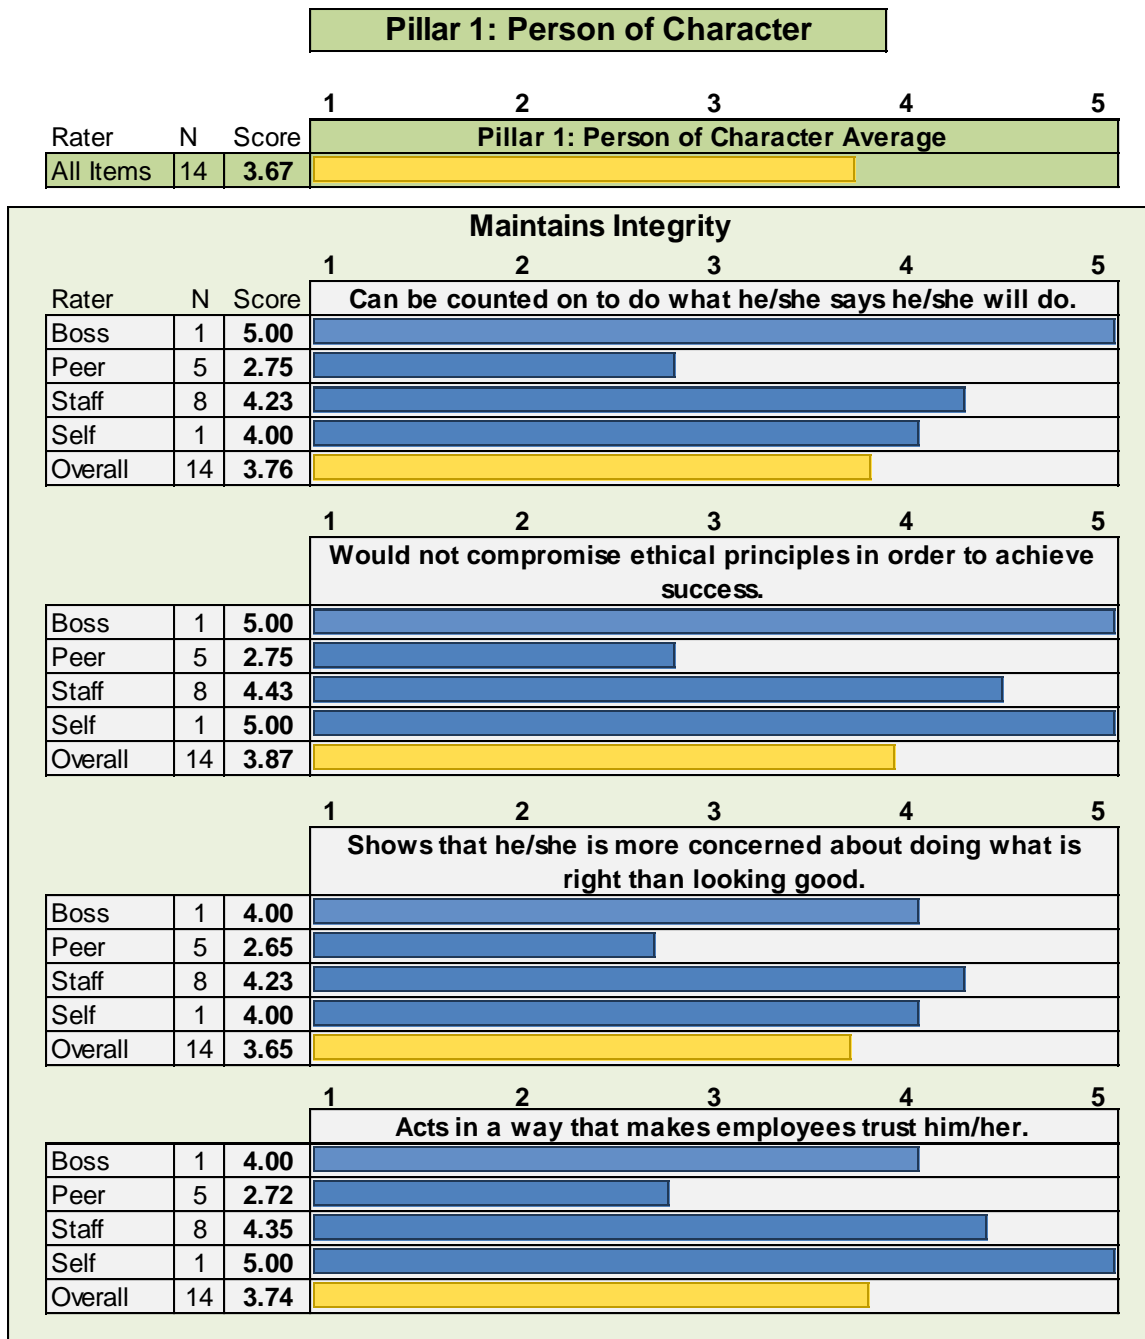 Pillar 1: Person of Character
1 2 3 4 5
Rater N Score Pillar 1: Person of Character Average
All Items 14 3.67
Maintains Integrity
1 2 3 4 5
Rater N Score Can be counted on to do what he/she says he/she will do.
Boss 1 5.00
Peer 5 2.75
Staff 8 4.23
Self 1 4.00
Overall 14 3.76
1 2 3 4 5
Would not compromise ethical principles in order to achieve
success.
Boss 1 5.00
Peer 5 2.75
Staff 8 4.43
Self 1 5.00
Overall 14 3.87
1 2 3 4 5
Shows that he/she is more concerned about doing what is
right than looking good.
Boss 1 4.00
Peer 5 2.65
Staff 8 4.23
Self 1 4.00
Overall 14 3.65
1 2 3 4 5
Acts in a way that makes employees trust him/her.
Boss 1 4.00
Peer 5 2.72
Staff 8 4.35
Self 1 5.00
Overall 14 3.74